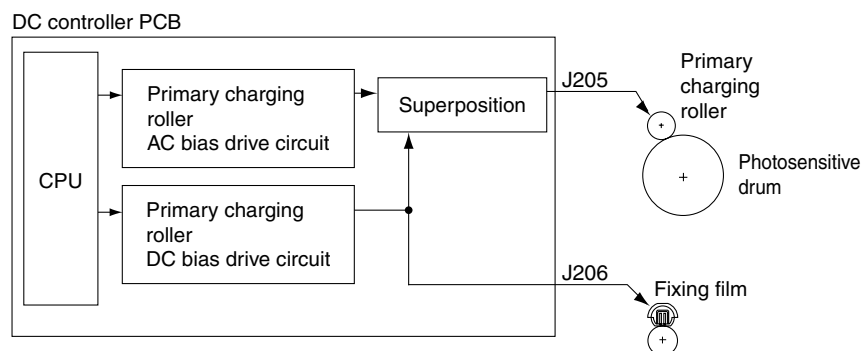 DC controller PCB
CPU
Primary charging
roller
AC bias drive circuit
Superposition
J205
Primary
charging
roller
Photosensitive
drum
Primary charging
roller
DC bias drive circuit
J206
Fixing film